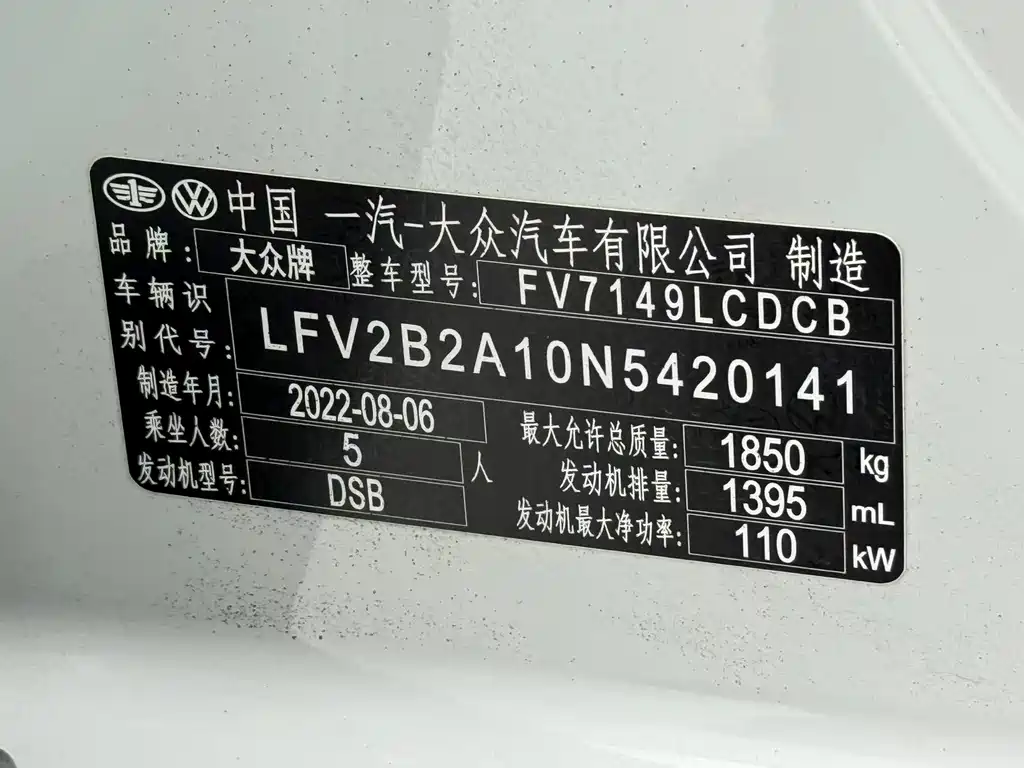 中国 一汽-大众汽车有限公司 制造
品牌: 大众牌 整车型号: FV7149LCDCB
车辆识
别代号: LFV2B2A10N5420141
制造年月: 2022-08-06
乘坐人数: 5 人
发动机型号: DSB
最大允许总质量: 1850 kg
发动机排量: 1395 mL
发动机最大净功率: 110 kW